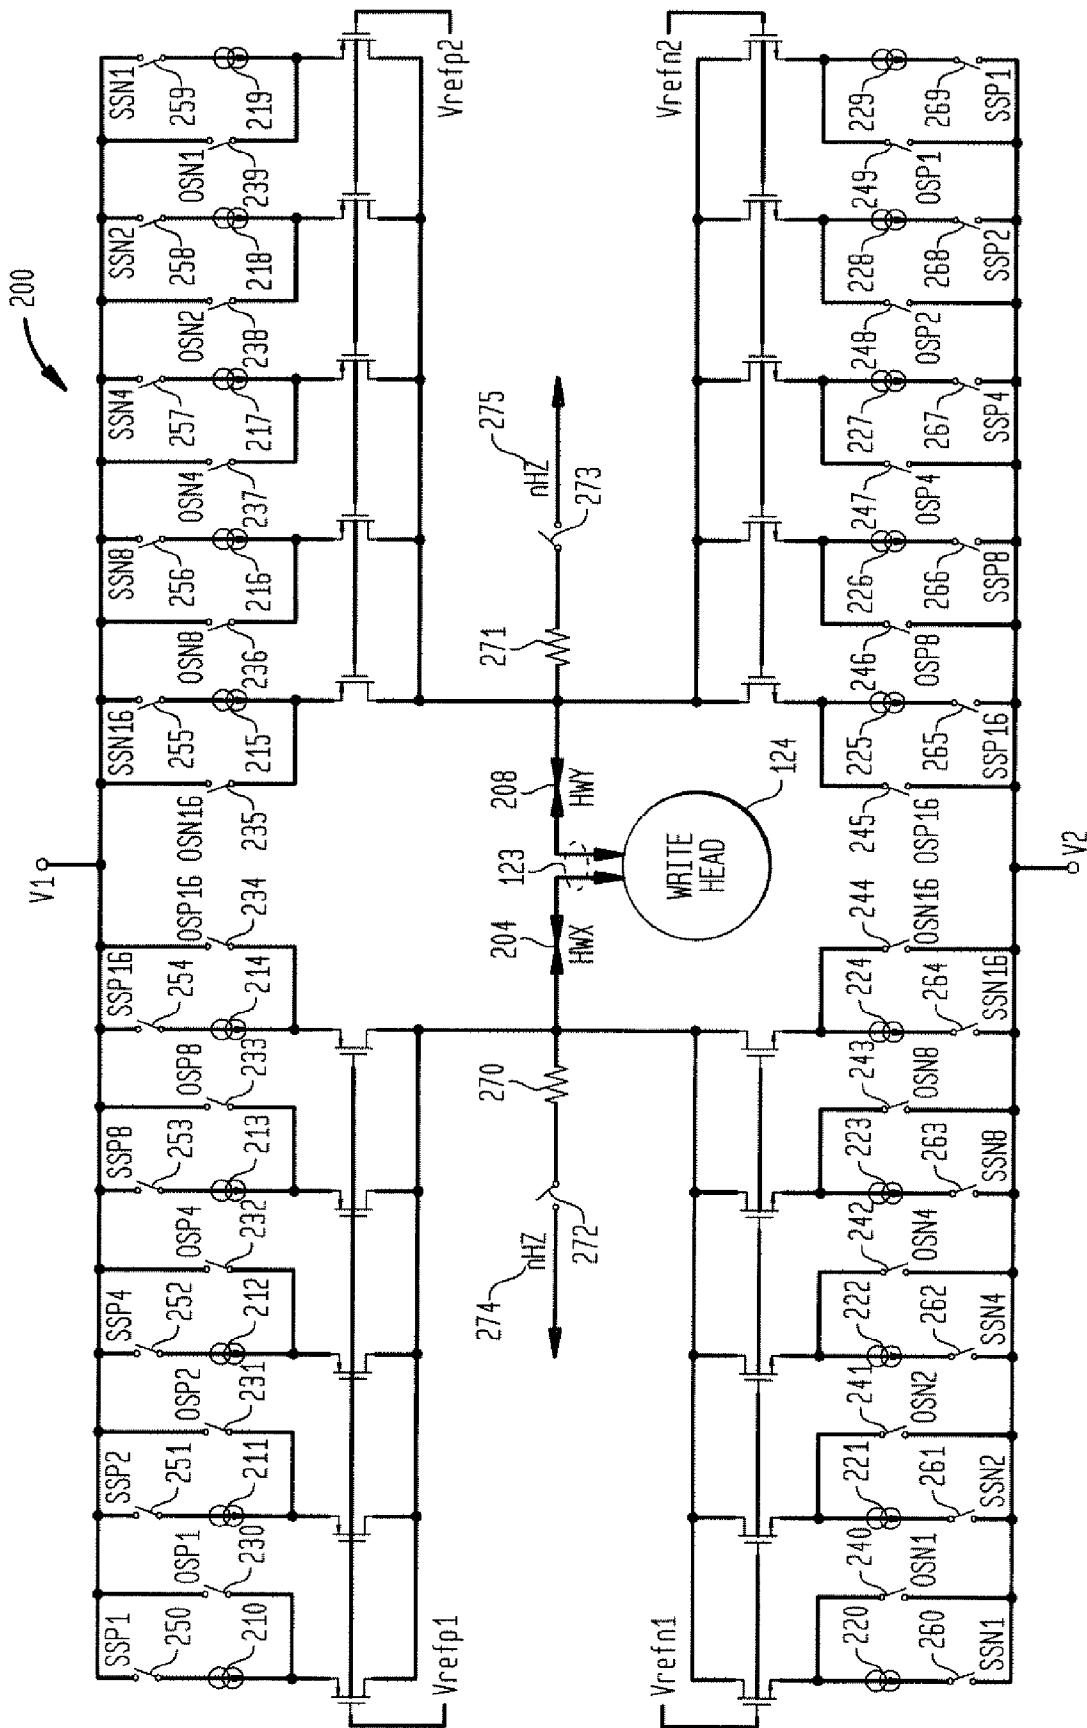 200
V1
SSP1 SSP2 SSP4 SSP8 SSP16 SSN16 SSN8 SSN4 SSN2 SSN1
250 OSP1 251 OSP2 252 OSP4 253 OSP8 254 OSP16 OSN16 255 OSN8 256 OSN4 257 OSN2 258 OSN1 259
210 230 211 231 212 232 213 233 214 234 235 215 236 216 237 217 238 218 239 219
Vrefp1 Vrefp2
274 270 204 208 271 275
nHZ 123 nHZ
272 HWX HWY 273
WRITE
HEAD
124
Vrefn1 Vrefn2
220 240 221 241 222 242 223 243 224 244 245 225 246 226 247 227 248 228 249 229
260 OSN1 261 OSN2 262 OSN4 263 OSN8 264 OSN16 OSP16 265 OSP8 266 OSP4 267 OSP2 268 OSP1 269
SSN1 SSN2 SSN4 SSN8 SSN16 SSP16 SSP8 SSP4 SSP2 SSP1
V2